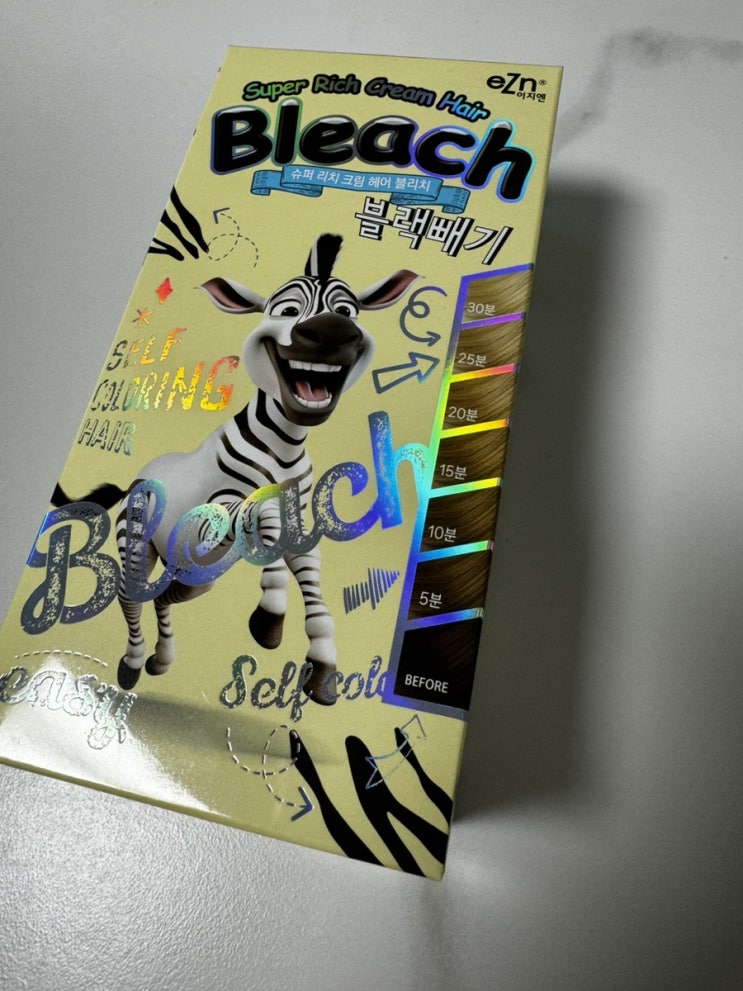 eZn®
어지엔
Super Rich Cream Hair
Bleach
슈퍼 리치 크림 헤어 블리치
블랙빼기
SELF
COLORING
HAIR
30분
25분
20분
15분
10분
5분
BEFORE
Bleach
easy
Self colo